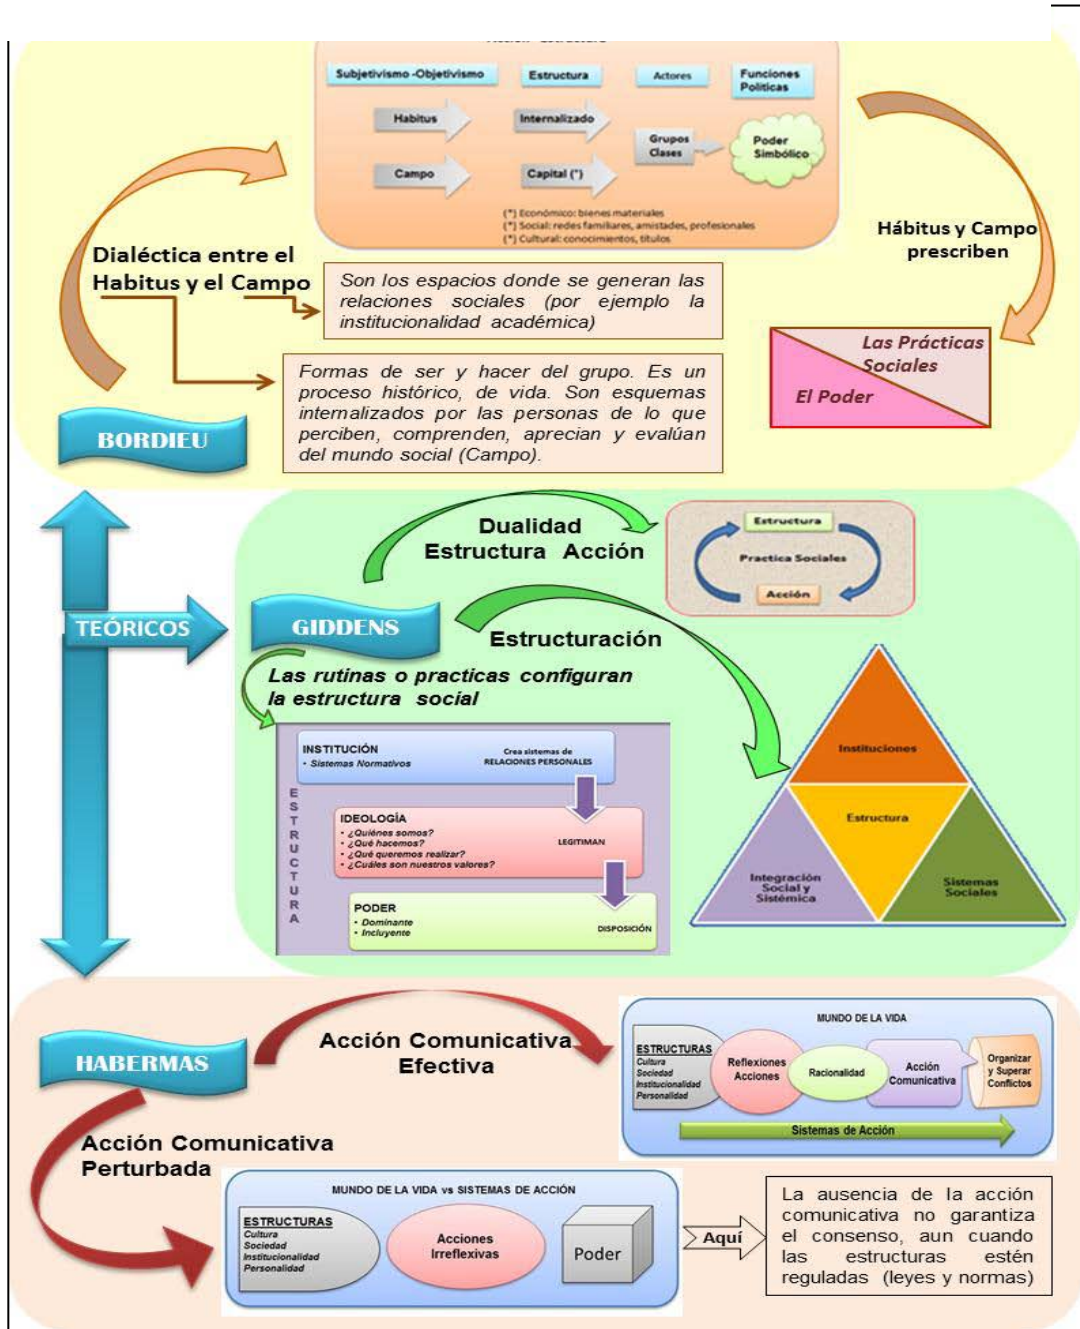 Subjetivismo -Objetivismo
Estructura
Actores
Funciones
Políticas
Habitus
Internalizado
Grupos
Clases
Poder
Simbólico
Campo
Capital (*)
(*) Económico: bienes materiales
(*) Social: redes familiares, amistades, profesionales
(*) Cultural: conocimientos, títulos
Dialéctica entre el
Habitus y el Campo
Son los espacios donde se generan las
relaciones sociales (por ejemplo la
institucionalidad académica)
Formas de ser y hacer del grupo. Es un
proceso histórico, de vida. Son esquemas
internalizados por las personas de lo que
perciben, comprenden, aprecian y evalúan
del mundo social (Campo).
Hábitus y Campo
prescriben
Las Prácticas
Sociales
El Poder
BORDIEU
TEÓRICOS
GIDDENS
Dualidad
Estructura Acción
Estructura
Practica Sociales
Acción
Estructuración
Las rutinas o practicas configuran
la estructura social
ESTRUCTURA
INSTITUCIÓN
• Sistemas Normativos
Crea sistemas de
RELACIONES PERSONALES
IDEOLOGÍA
• ¿Quiénes somos?
• ¿Qué hacemos?
• ¿Qué queremos realizar?
• ¿Cuáles son nuestros valores?
LEGITIMAN
PODER
• Dominante
• Incluyente
DISPOSICIÓN
Instituciones
Estructura
Integración
Social y
Sistémica
Sistemas
Sociales
HABERMAS
Acción Comunicativa
Efectiva
MUNDO DE LA VIDA
ESTRUCTURAS
Cultura
Sociedad
Institucionalidad
Personalidad
Reflexiones
Acciones
Racionalidad
Acción
Comunicativa
Organizar
y Superar
Conflictos
Sistemas de Acción
Acción Comunicativa
Perturbada
MUNDO DE LA VIDA vs SISTEMAS DE ACCIÓN
ESTRUCTURAS
Cultura
Sociedad
Institucionalidad
Personalidad
Acciones
Irreflexivas
Poder
Aquí
La ausencia de la acción
comunicativa no garantiza
el consenso, aun cuando
las estructuras estén
reguladas (leyes y normas)